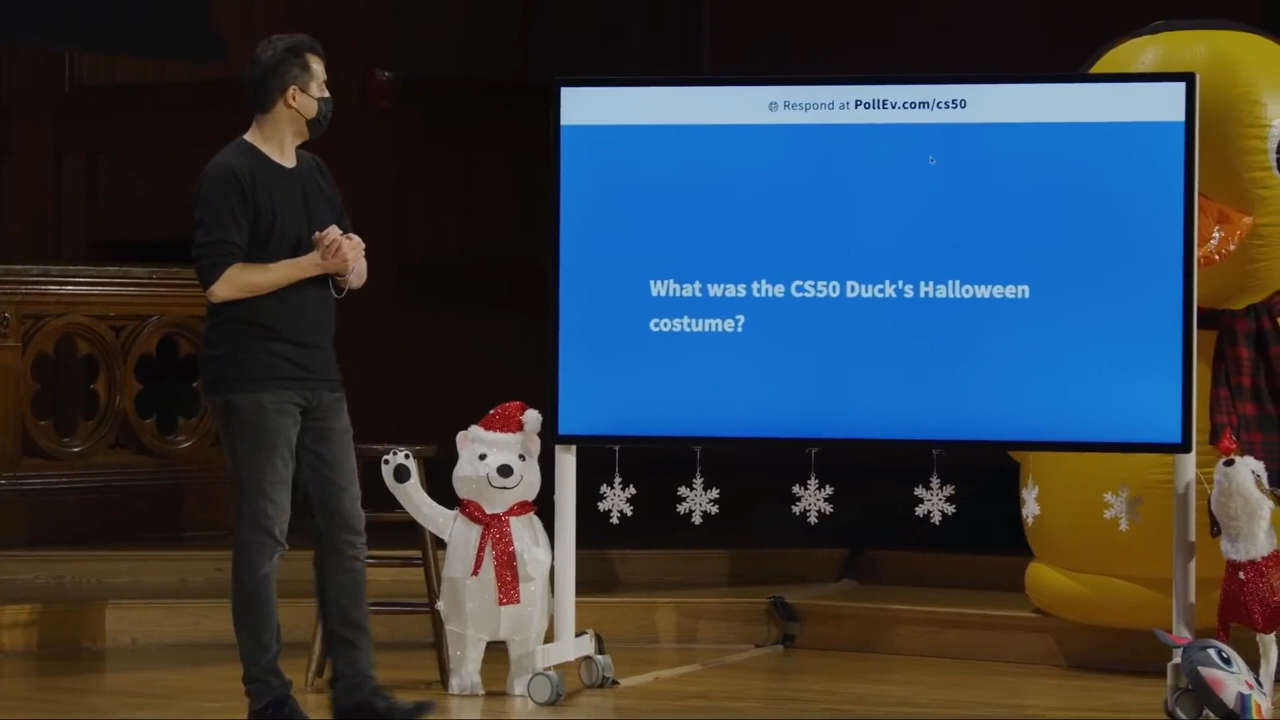 Respond at PollEv.com/cs50
What was the CS50 Duck's Halloween
costume?